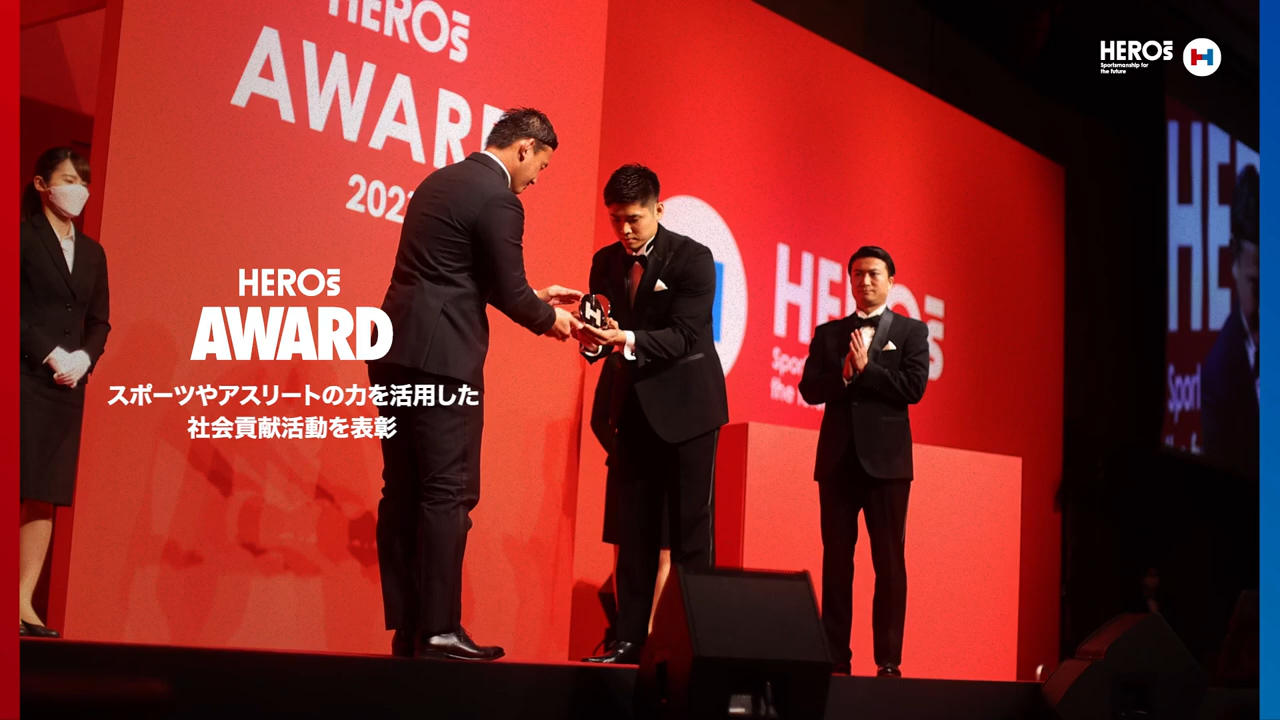 HEROs
AWARD
HEROs
Sportsmanship for
the future
HEROs
AWARD
スポーツやアスリートの力を活用した
社会貢献活動を表彰
HEROs
H
HE